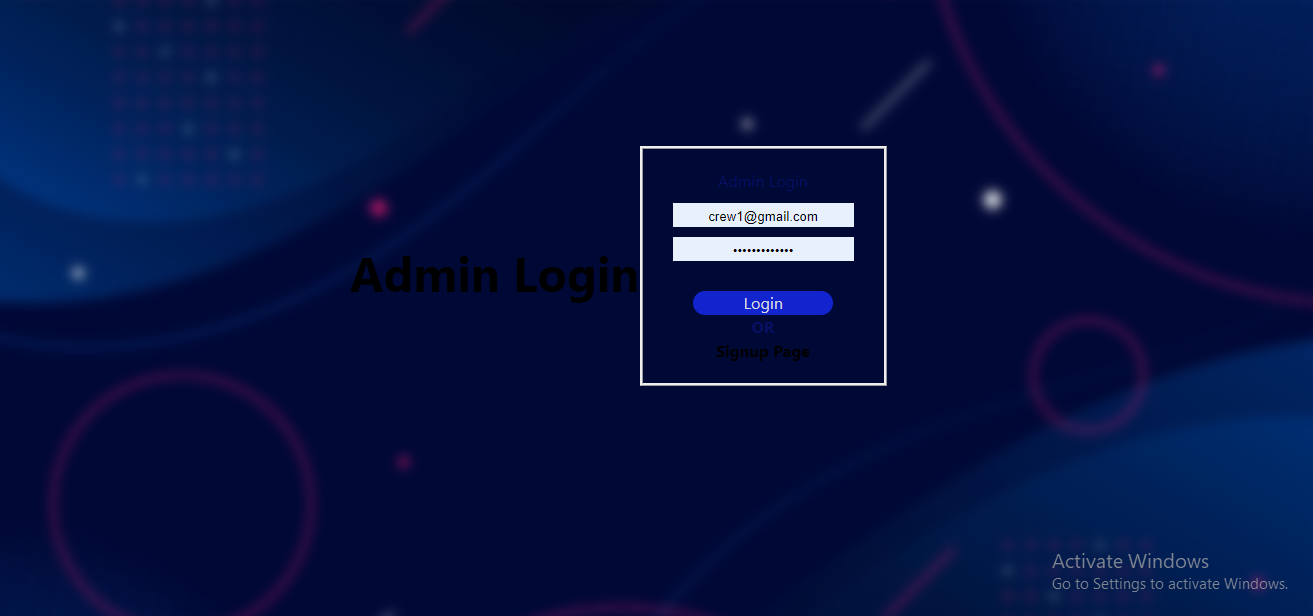 Admin Login
Admin Login
crew1@gmail.com
•••••••••••••
Login
OR
Signup Page
Activate Windows
Go to Settings to activate Windows.